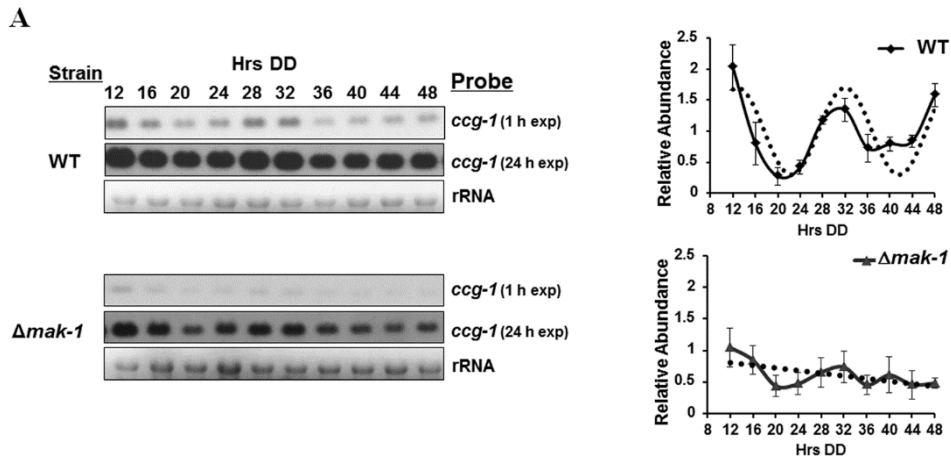 A
Hrs DD
Strain
12 16 20 24 28 32 36 40 44 48
Probe
ccg-1 (1 h exp)
WT
ccg-1 (24 h exp)
rRNA
ccg-1 (1 h exp)
Δmak-1
ccg-1 (24 h exp)
rRNA
Relative Abundance
2.5
2
1.5
1
0.5
0
WT
8 12 16 20 24 28 32 36 40 44 48
Hrs DD
Relative Abundance
2.5
2
1.5
1
0.5
0
Δmak-1
8 12 16 20 24 28 32 36 40 44 48
Hrs DD